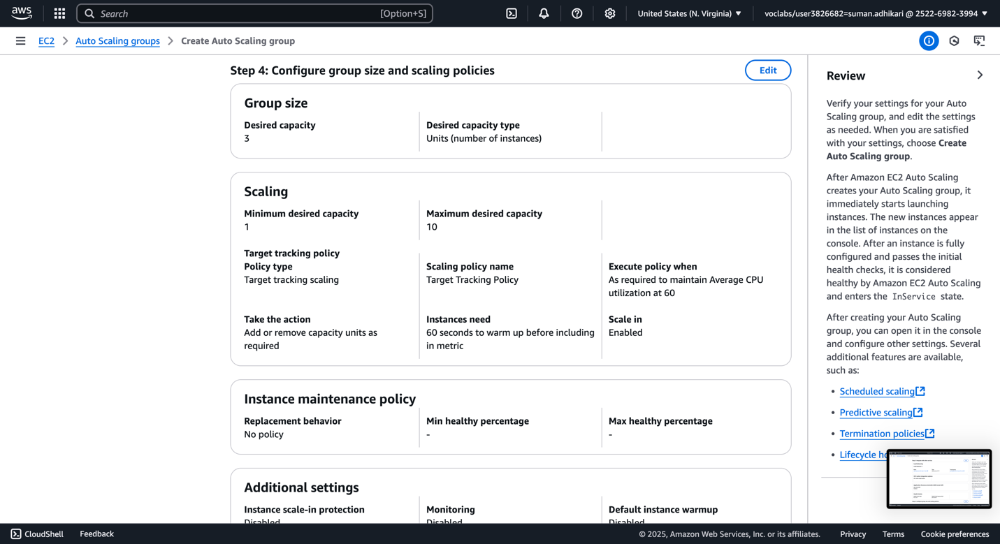 aws
Search
[Option+S]
United States (N. Virginia)
voclabs/user3826682=suman.adhikari @ 2522-6982-3994
EC2
Auto Scaling groups
Create Auto Scaling group
Step 4: Configure group size and scaling policies
Edit
Group size
Desired capacity
3
Desired capacity type
Units (number of instances)
Scaling
Minimum desired capacity
1
Maximum desired capacity
10
Target tracking policy
Policy type
Target tracking scaling
Scaling policy name
Target Tracking Policy
Execute policy when
As required to maintain Average CPU
utilization at 60
Take the action
Add or remove capacity units as
required
Instances need
60 seconds to warm up before including
in metric
Scale in
Enabled
Instance maintenance policy
Replacement behavior
No policy
Min healthy percentage
-
Max healthy percentage
-
Additional settings
Instance scale-in protection
Disabled
Monitoring
Disabled
Default instance warmup
Disabled
Review
Verify your settings for your Auto
Scaling group, and edit the settings
as needed. When you are satisfied
with your settings, choose Create
Auto Scaling group.
After Amazon EC2 Auto Scaling
creates your Auto Scaling group, it
immediately starts launching
instances. The new instances appear
in the list of instances on the
console. After an instance is fully
configured and passes the initial
health checks, it is considered
healthy by Amazon EC2 Auto Scaling
and enters the InService state.
After creating your Auto Scaling
group, you can open it in the console
and configure other settings. Several
additional features are available,
such as:
• Scheduled scaling
• Predictive scaling
• Termination policies
• Lifecycle
CloudShell
Feedback
© 2025, Amazon Web Services, Inc. or its affiliates.
Privacy
Terms
Cookie preferences